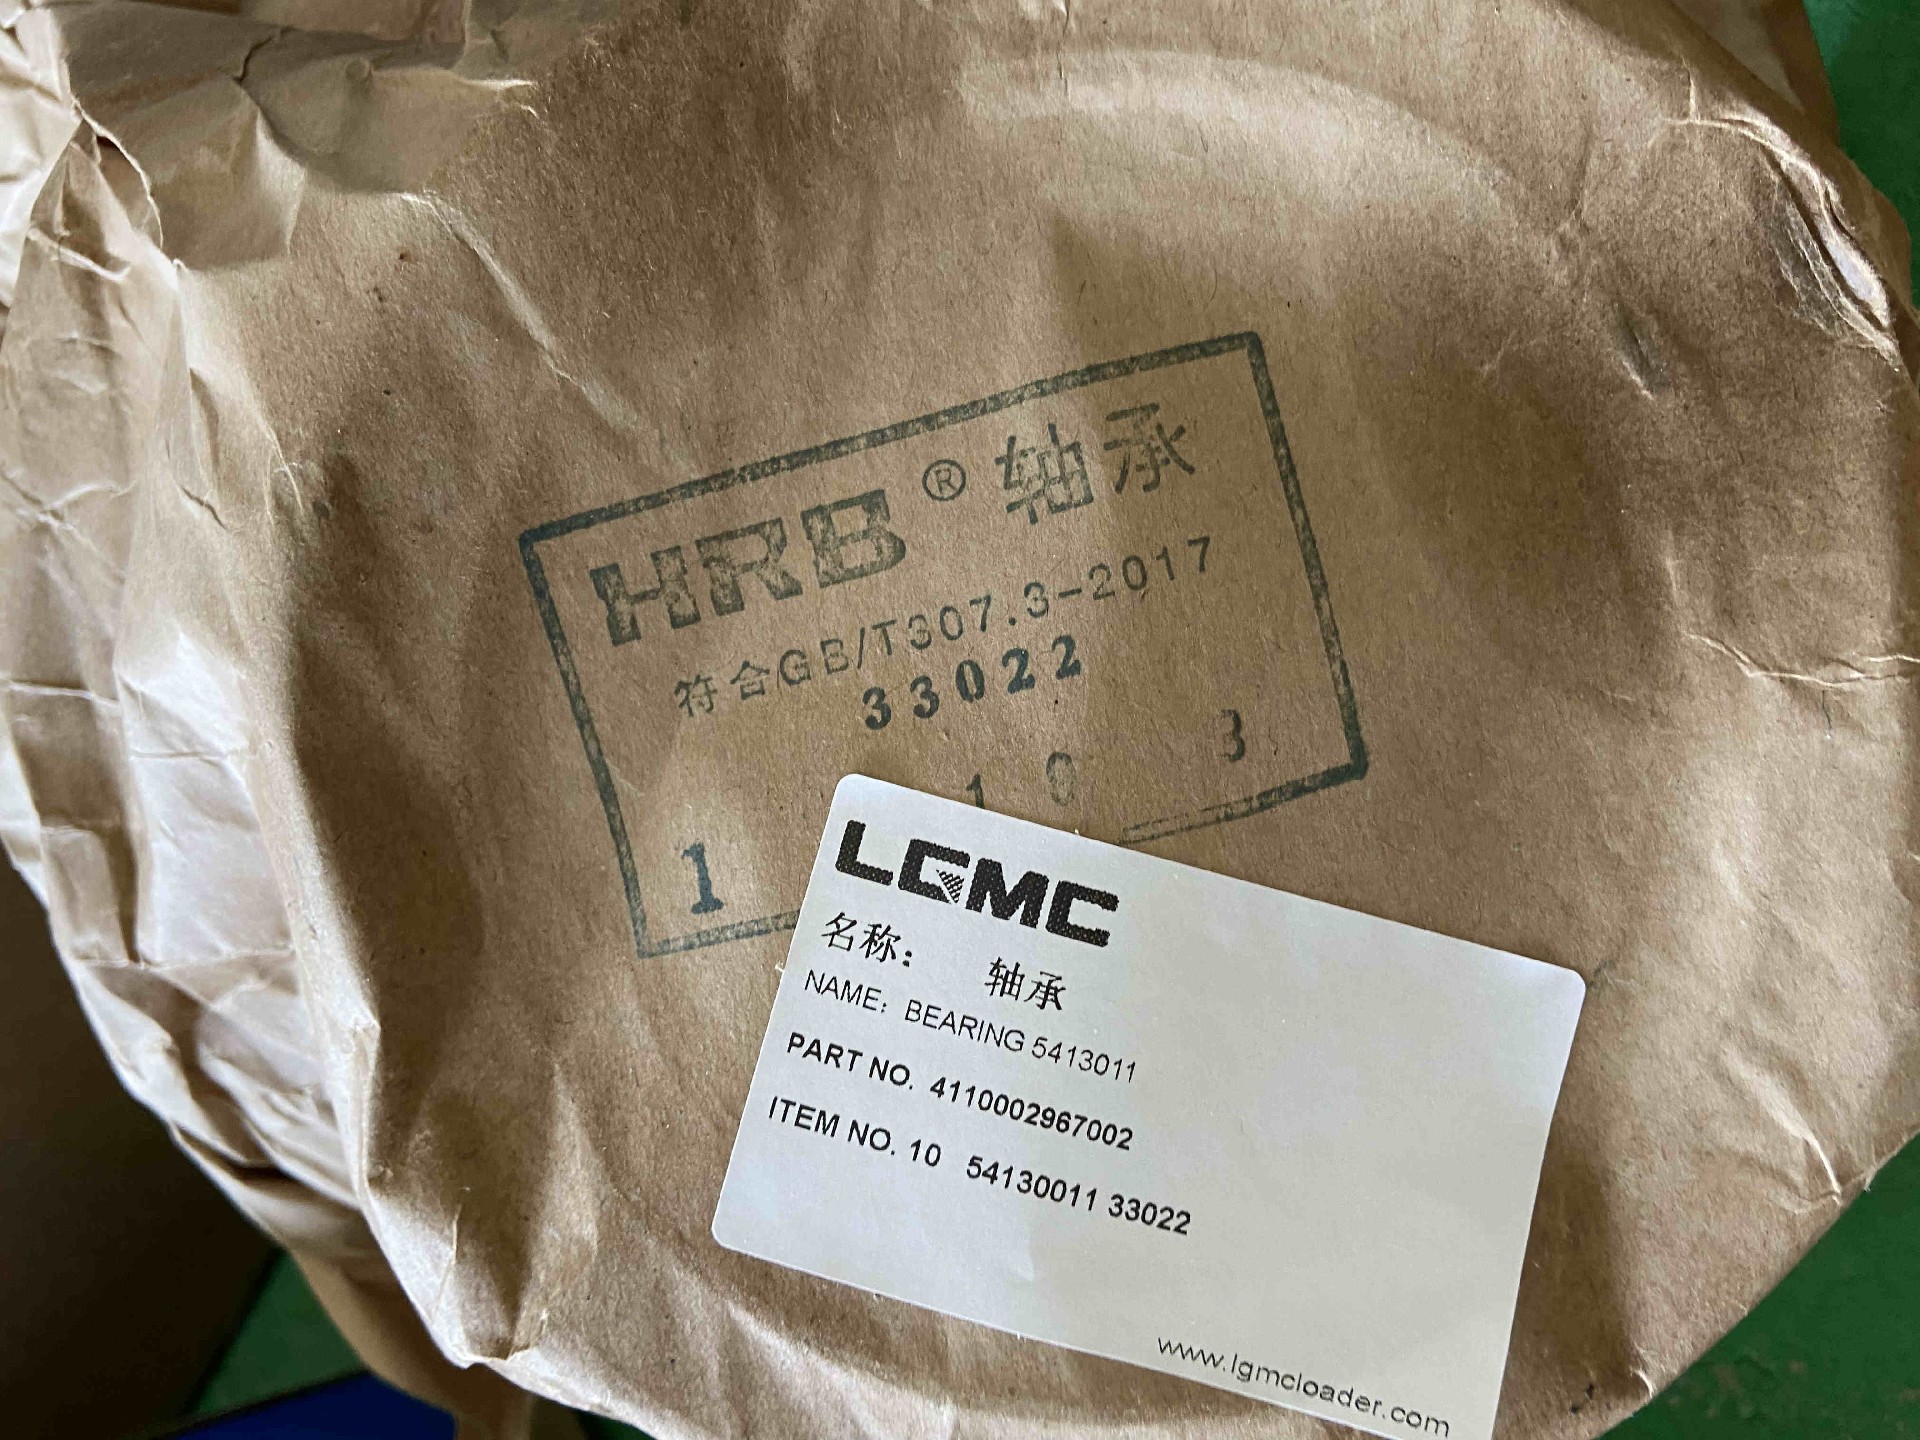 HRB® 轴承
符合GB/T307.3-2017
33022
1 0 3
1
LGMC
名称: 轴承
NAME: BEARING 5413011
PART NO. 4110002967002
ITEM NO. 10 54130011 33022
www.lgmcloader.com